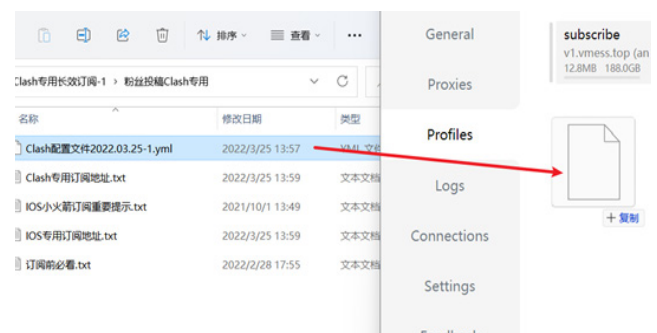 排序
查看
Clash专用长效订阅-1 › 粉丝投稿Clash专用
名称
修改日期
类型
Clash配置文件2022.03.25-1.yml
2022/3/25 13:57
YML 文件
Clash专用订阅地址.txt
2022/3/25 13:59
文本文档
IOS小火箭订阅重要提示.txt
2021/10/1 13:49
文本文档
IOS专用订阅地址.txt
2022/3/25 13:59
文本文档
订阅前必看.txt
2022/2/28 17:55
文本文档
General
Proxies
Profiles
Logs
Connections
Settings
subscribe
v1.vmess.top (an
12.8MB 188.0GB
+ 复制